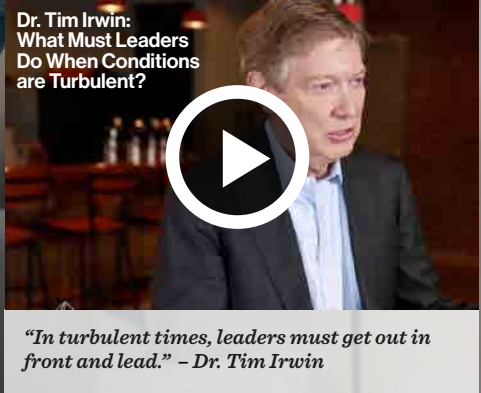 Dr. Tim Irwin:
What Must Leaders
Do When Conditions
are Turbulent?
“In turbulent times, leaders must get out in
front and lead.” – Dr. Tim Irwin